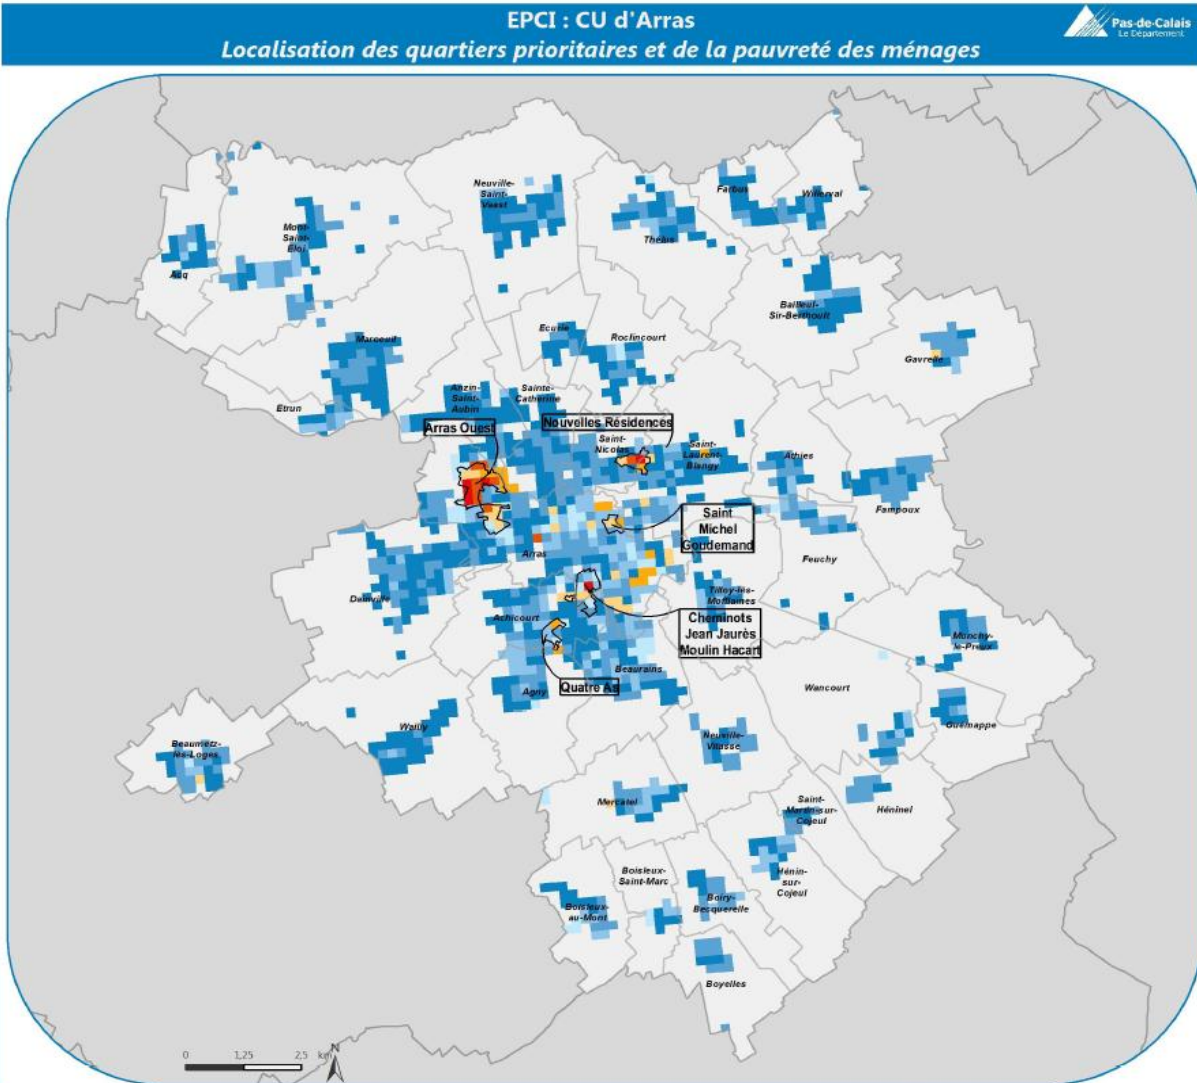 EPCI : CU d'Arras
Localisation des quartiers prioritaires et de la pauvreté des ménages
Pas-de-Calais
Le Département
Neuville-
Saint-
Vaast
Farbus
Willerval
Thélus
Mont-
Saint-
Eloi
Acq
Bailleul-
Sir-Berthoult
Ecurie
Roclincourt
Maroeuil
Gavrelle
Etrun
Anzin-
Saint-
Aubin
Sainte-
Catherine
Arras Ouest
Nouvelles Résidences
Saint-
Nicolas
Saint-
Laurent-
Blangy
Athies
Fampoux
Saint
Michel
Goudemand
Arras
Feuchy
Dainville
Tilloy-lès-
Mofflaines
Achicourt
Cheminots
Jean Jaurès
Moulin Hacart
Monchy-
le-Preux
Beaurains
Quatre As
Agny
Wancourt
Guémappe
Wailly
Neuville-
Vitasse
Beaumetz-
lès-Loges
Mercatel
Saint-
Martin-sur-
Cojeul
Héninel
Boisleux-
Saint-Marc
Hénin-
sur-
Cojeul
Boiry-
Becquerelle
Boisleux-
au-Mont
Boyelles
0 1,25 2,5 km
N